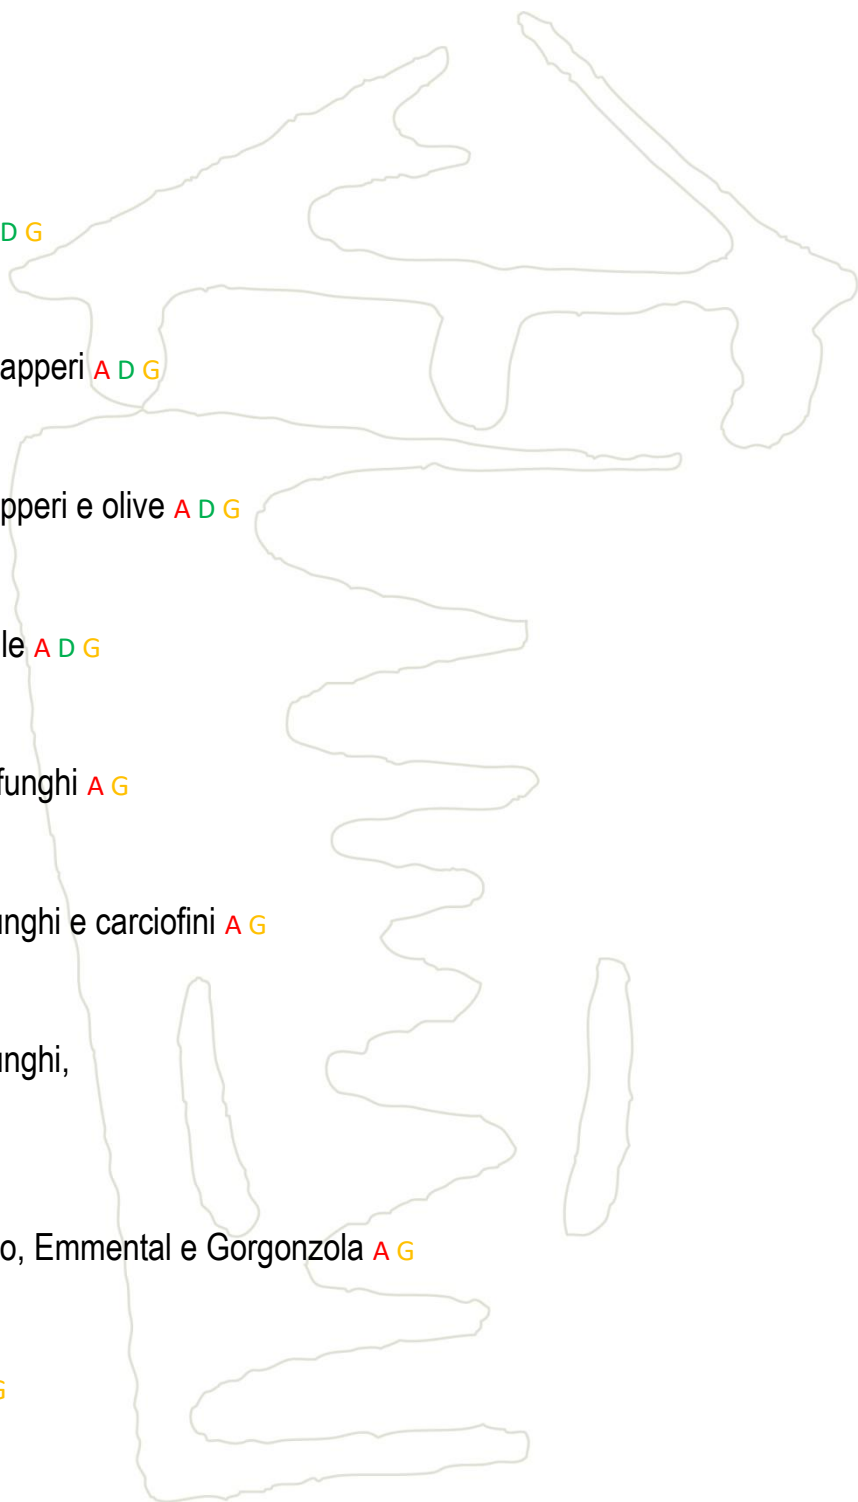 D G
apperi A D G
pperi e olive A D G
le A D G
funghi A G
unghi e carciofini A G
unghi,
o, Emmental e Gorgonzola A G
G